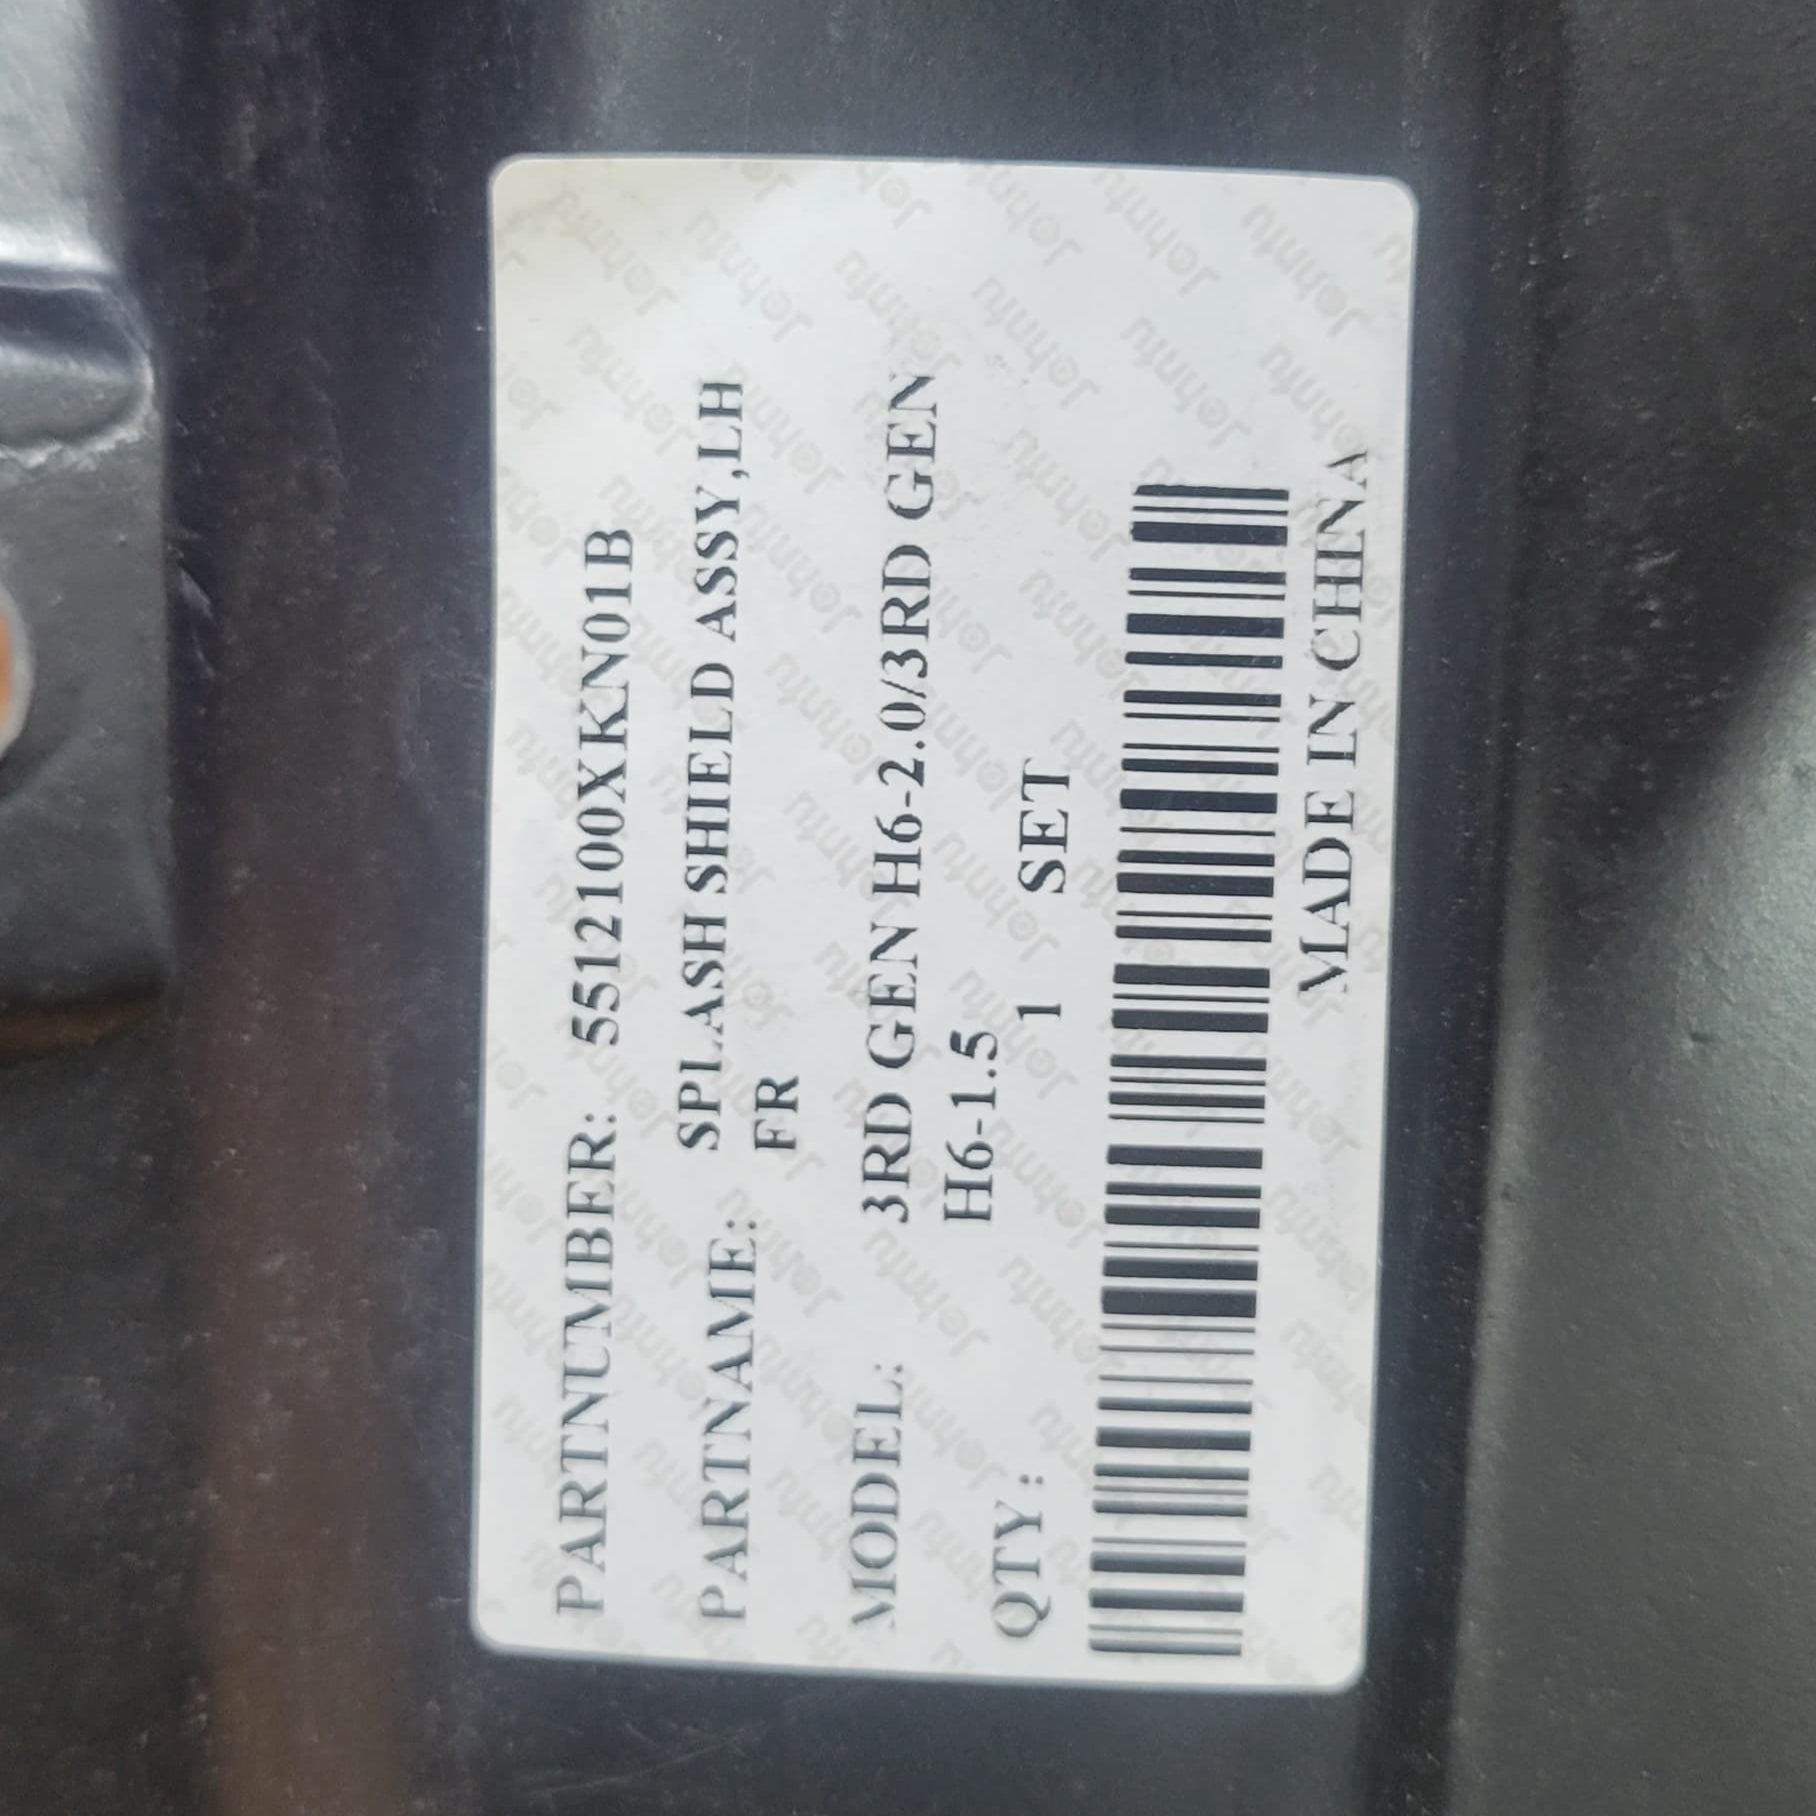 PARTNUMBER: 5512100XKN01B
PARTNAME: SPLASH SHIELD ASSY,LH
FR
MODEL: 3RD GEN H6-2.0/3RD GEN
H6-1.5
QTY: 1 SET
MADE IN CHINA
Johntu